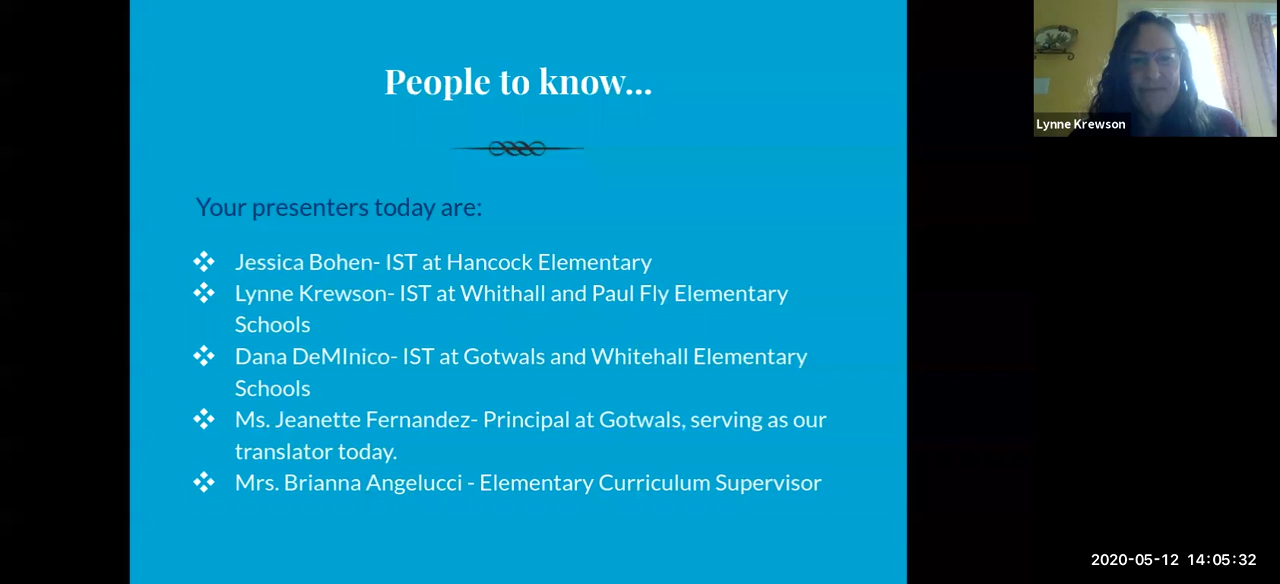 People to know...
Your presenters today are:
❖ Jessica Bohen- IST at Hancock Elementary
❖ Lynne Krewson- IST at Whithall and Paul Fly Elementary
Schools
❖ Dana DeMInico- IST at Gotwals and Whitehall Elementary
Schools
❖ Ms. Jeanette Fernandez- Principal at Gotwals, serving as our
translator today.
❖ Mrs. Brianna Angelucci - Elementary Curriculum Supervisor
Lynne Krewson
2020-05-12 14:05:32